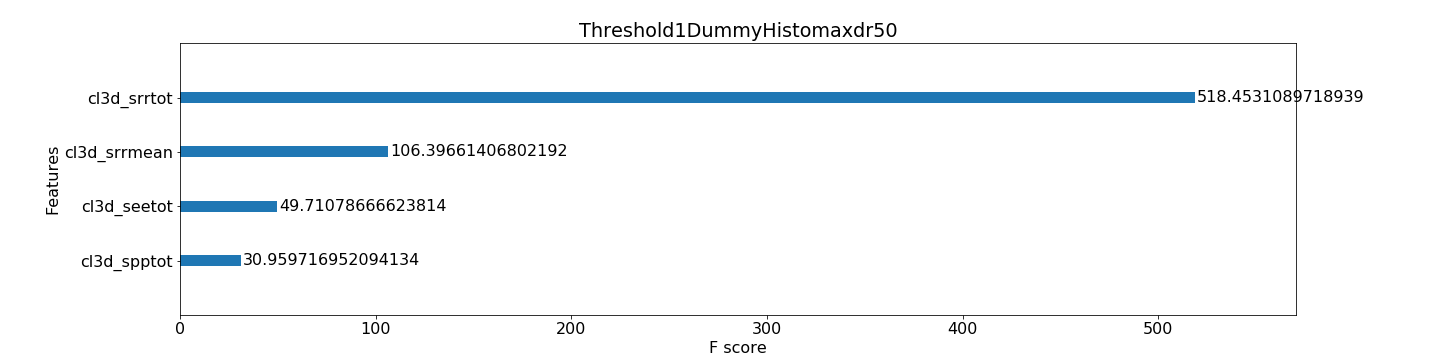 Threshold1DummyHistomaxdr50
cl3d_srrtot 518.4531089718939
cl3d_srrmean 106.39661406802192
cl3d_seetot 49.71078666623814
cl3d_spptot 30.959716952094134
Features
0 100 200 300 400 500
F score